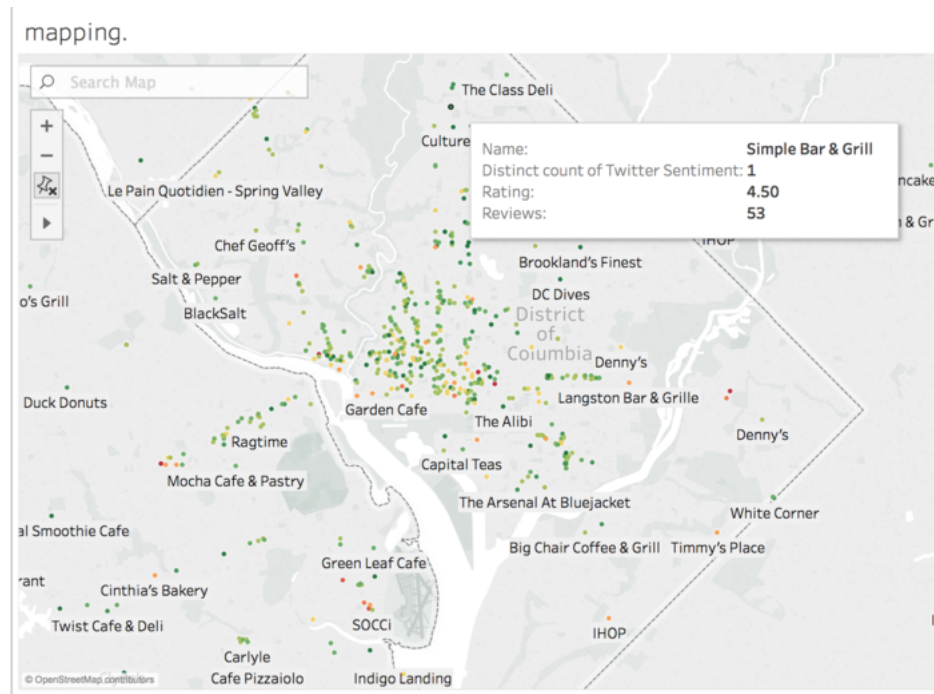 mapping.
Search Map
The Class Deli
Culture
Name: Simple Bar & Grill
Distinct count of Twitter Sentiment: 1
Rating: 4.50
Reviews: 53
Le Pain Quotidien - Spring Valley
ncake
n & Gr
Chef Geoff's
IHOP
Brookland's Finest
Salt & Pepper
o's Grill
DC Dives
BlackSalt
District
of
Columbia
Denny's
Duck Donuts
Langston Bar & Grille
Garden Cafe
The Alibi
Ragtime
Denny's
Capital Teas
Mocha Cafe & Pastry
The Arsenal At Bluejacket
White Corner
al Smoothie Cafe
Big Chair Coffee & Grill
Timmy's Place
Green Leaf Cafe
rant
Cinthia's Bakery
Twist Cafe & Deli
SOCCi
IHOP
Carlyle
Cafe Pizzaiolo
Indigo Landing
© OpenStreetMap contributors